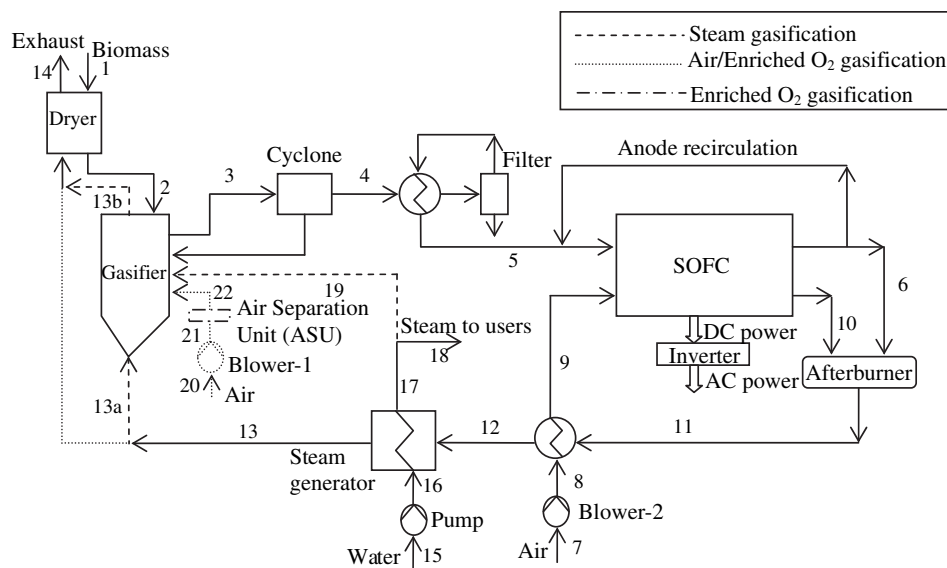 Exhaust
Biomass
14
1
Dryer
Steam gasification
Air/Enriched O₂ gasification
Enriched O₂ gasification
Cyclone
Filter
Anode recirculation
2
3
4
13b
5
Gasifier
SOFC
6
19
22
Air Separation
Unit (ASU)
21
Blower-1
20
Air
Steam to users
18
DC power
Inverter
AC power
10
Afterburner
9
17
13a
13
12
11
Steam
generator
16
8
Pump
Blower-2
Water
15
Air
7